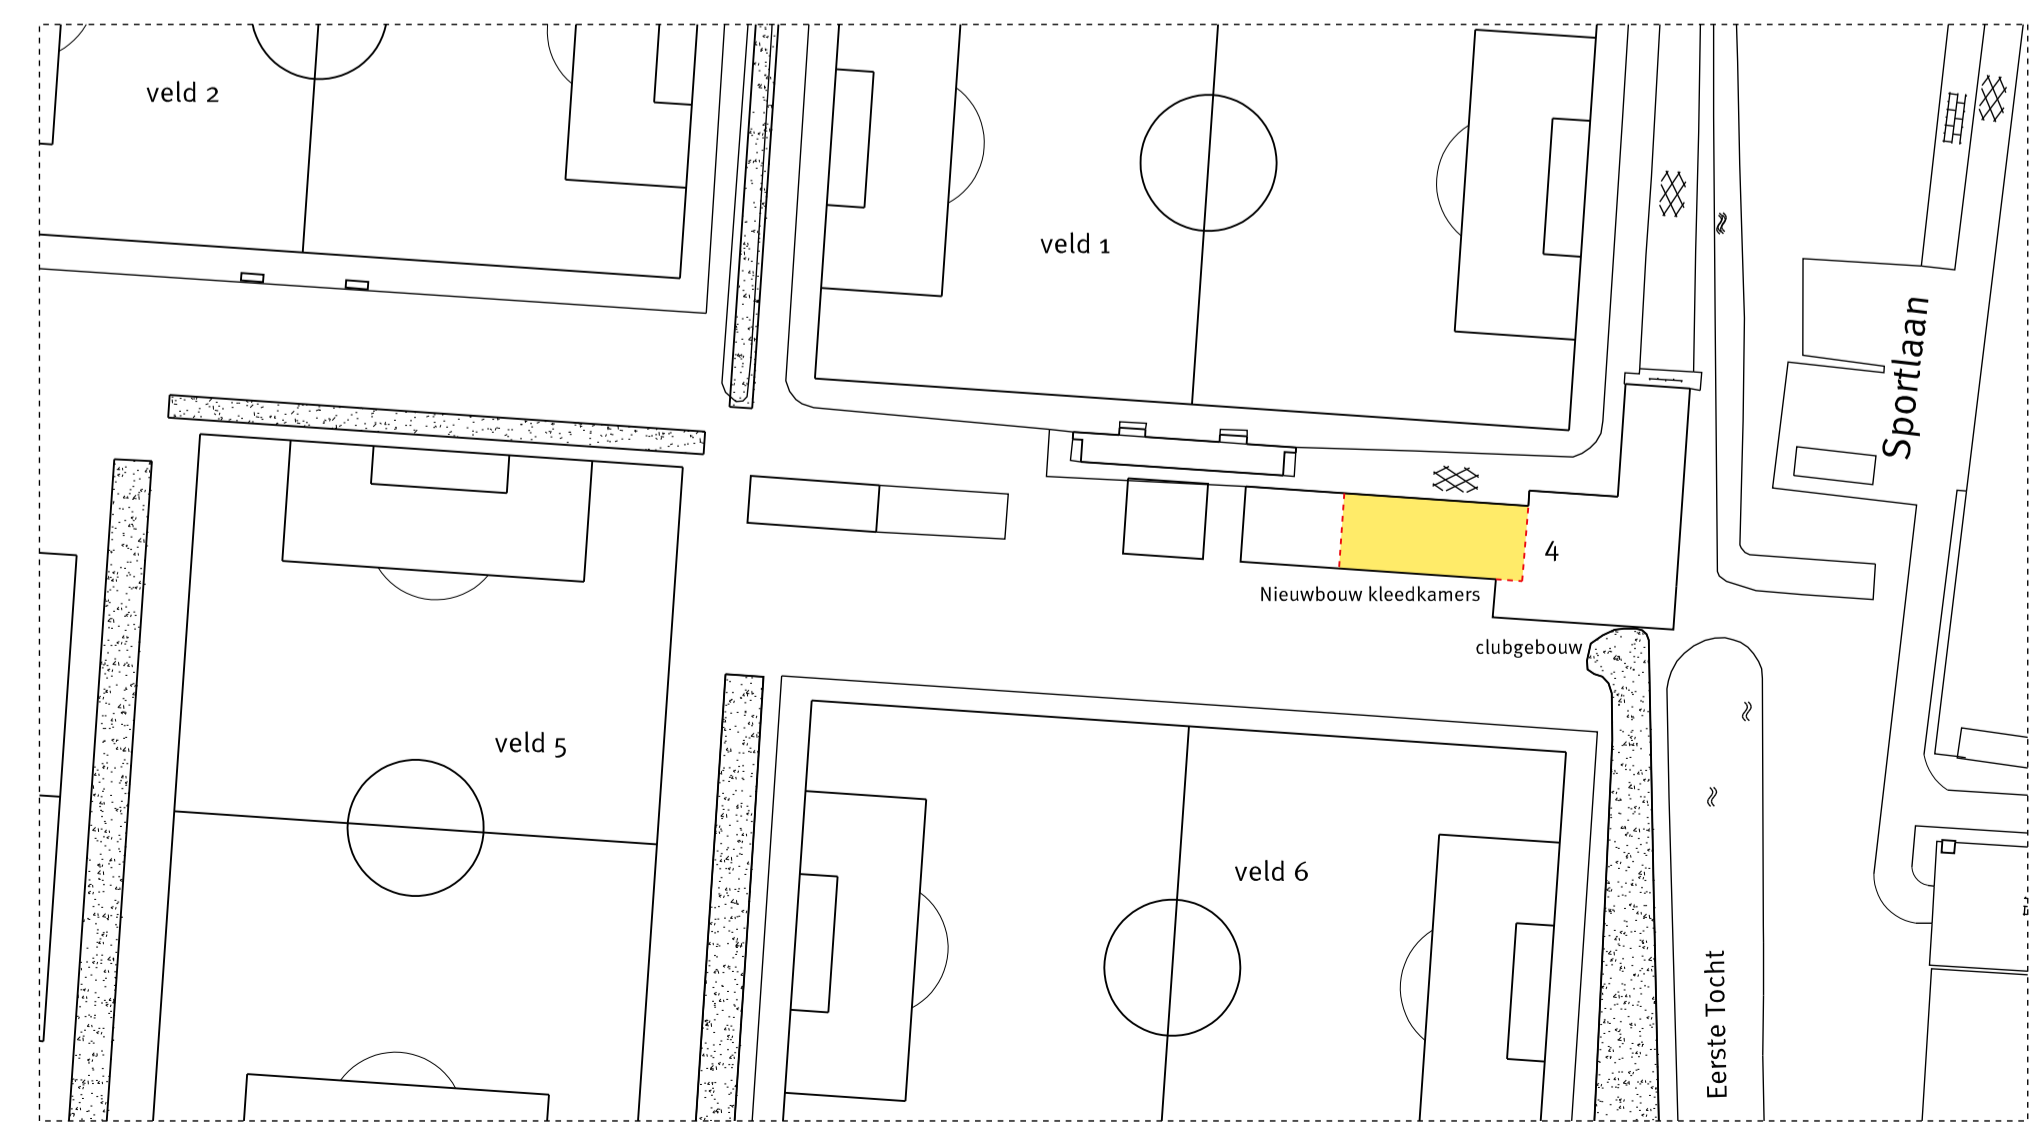 veld 2
veld 1
Sportlaan
4
Nieuwbouw kleedkamers
clubgebouw
veld 5
veld 6
Eerste Tocht